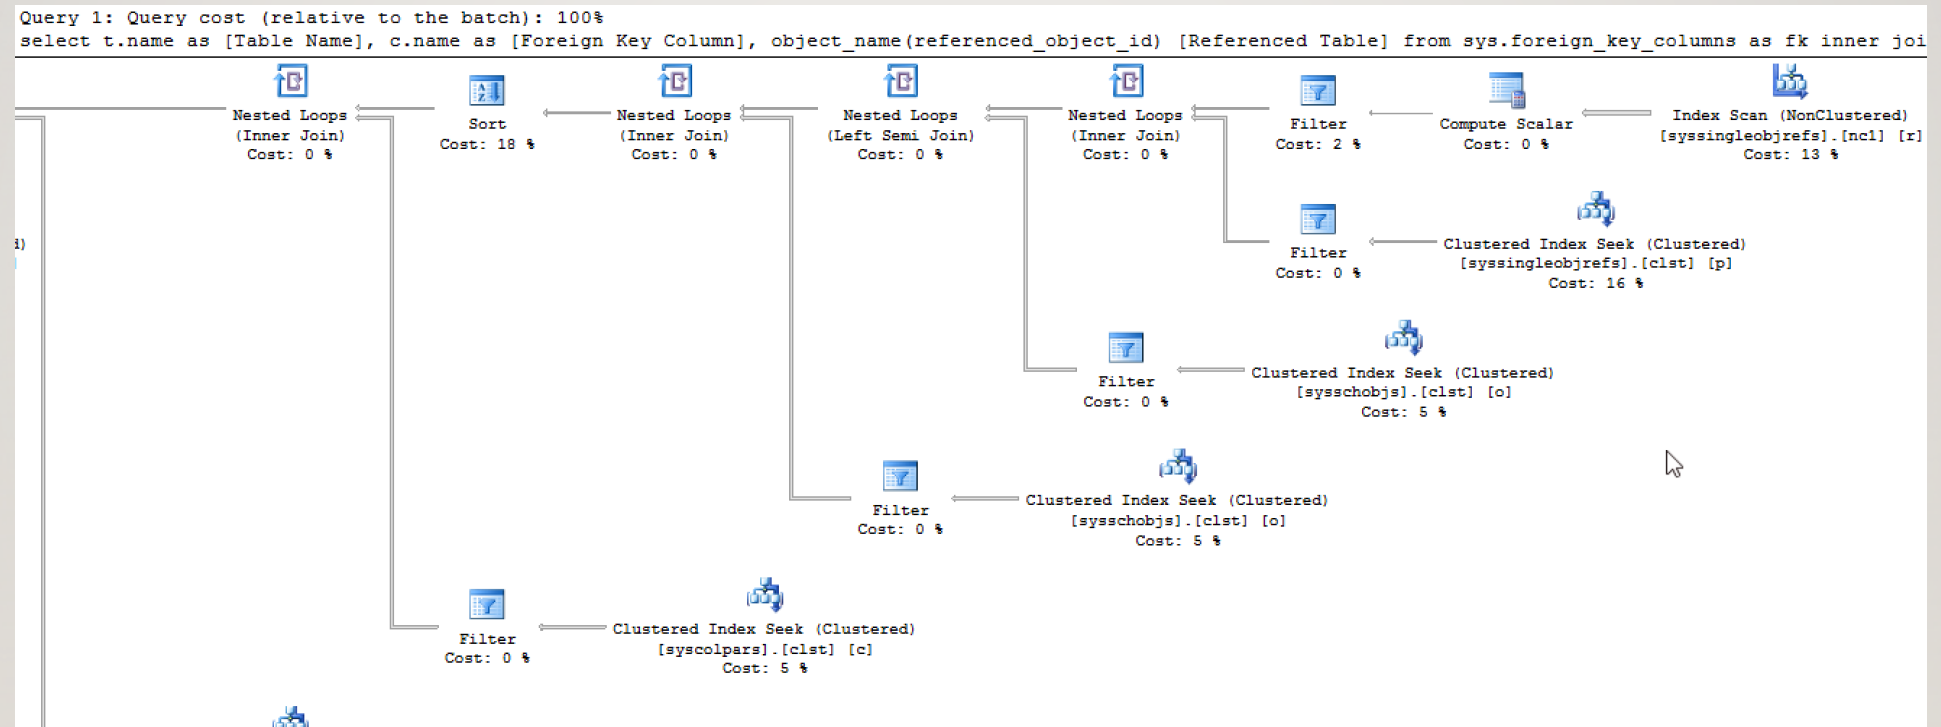 Query 1: Query cost (relative to the batch): 100%
select t.name as [Table Name], c.name as [Foreign Key Column], object_name(referenced_object_id) [Referenced Table] from sys.foreign_key_columns as fk inner joi
Nested Loops
(Inner Join)
Cost: 0 %
Sort
Cost: 18 %
Nested Loops
(Inner Join)
Cost: 0 %
Nested Loops
(Left Semi Join)
Cost: 0 %
Nested Loops
(Inner Join)
Cost: 0 %
Filter
Cost: 2 %
Compute Scalar
Cost: 0 %
Index Scan (NonClustered)
[syssingleobjrefs].[nc1] [r]
Cost: 13 %
Filter
Cost: 0 %
Clustered Index Seek (Clustered)
[syssingleobjrefs].[clst] [p]
Cost: 16 %
Filter
Cost: 0 %
Clustered Index Seek (Clustered)
[sysschobjs].[clst] [o]
Cost: 5 %
Filter
Cost: 0 %
Clustered Index Seek (Clustered)
[sysschobjs].[clst] [o]
Cost: 5 %
Filter
Cost: 0 %
Clustered Index Seek (Clustered)
[syscolpars].[clst] [c]
Cost: 5 %